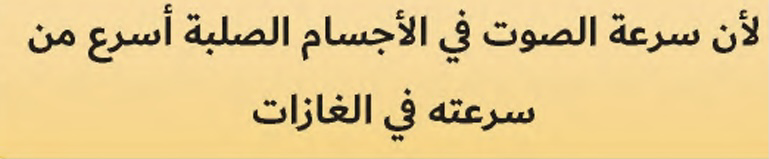 لأن سرعة الصوت في الأجسام الصلبة أسرع من
سرعته في الغازات